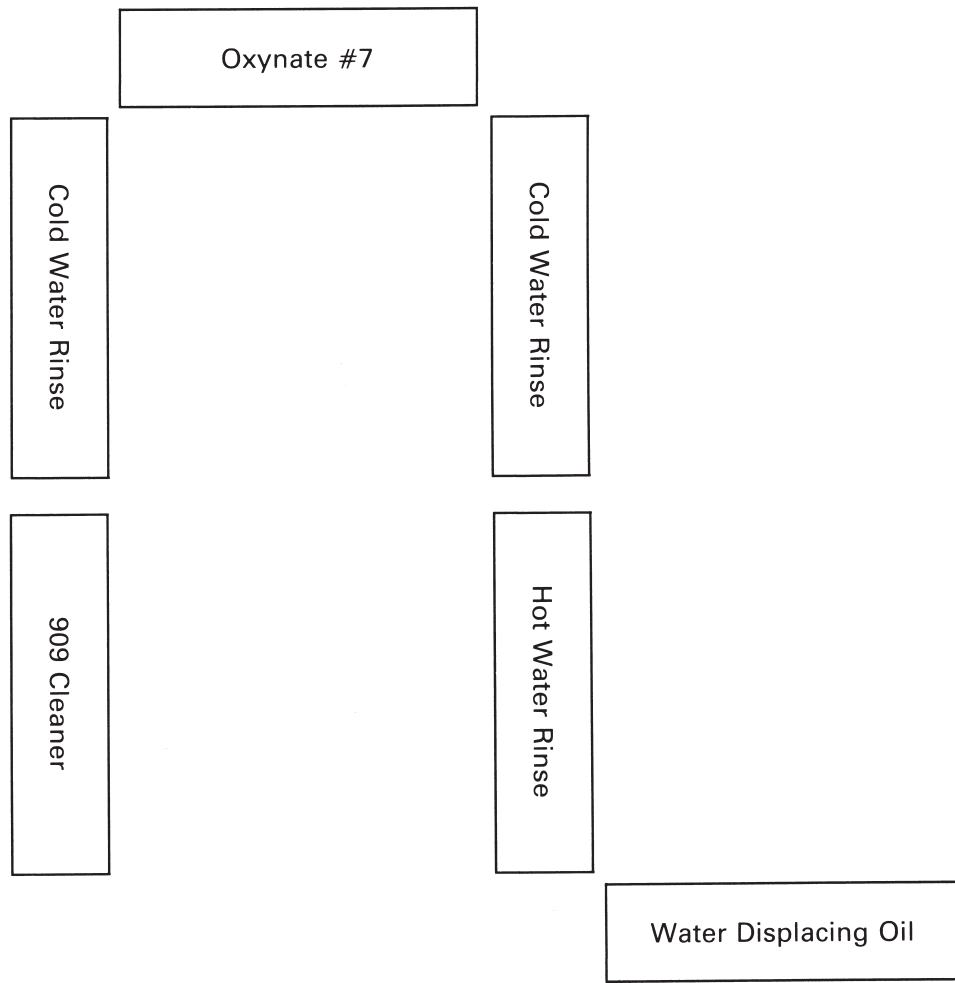 Oxynate #7
Cold Water Rinse
Cold Water Rinse
909 Cleaner
Hot Water Rinse
Water Displacing Oil